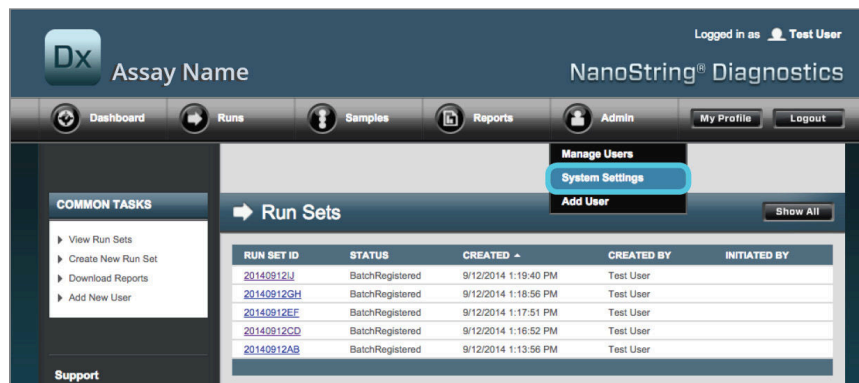 Logged in as Test User
Dx Assay Name
NanoString® Diagnostics
Dashboard Runs Samples Reports Admin My Profile Logout
Manage Users
System Settings
Add User
COMMON TASKS
View Run Sets
Create New Run Set
Download Reports
Add New User
Support
Run Sets
Show All
RUN SET ID STATUS CREATED CREATED BY INITIATED BY
20140912IJ BatchRegistered 9/12/2014 1:19:40 PM Test User
20140912GH BatchRegistered 9/12/2014 1:18:56 PM Test User
20140912EF BatchRegistered 9/12/2014 1:17:51 PM Test User
20140912CD BatchRegistered 9/12/2014 1:16:52 PM Test User
20140912AB BatchRegistered 9/12/2014 1:13:56 PM Test User